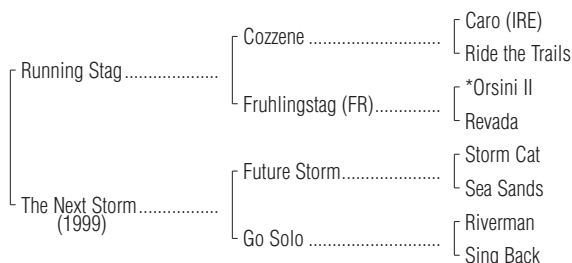 Caro (IRE)
Cozzene ................................
Ride the Trails
Running Stag ......................
*Orsini II
Fruhlingstag (FR) ...............
Revada
Storm Cat
Future Storm .......................
Sea Sands
The Next Storm ...................
(1999)
Riverman
Go Solo ................................
Sing Back